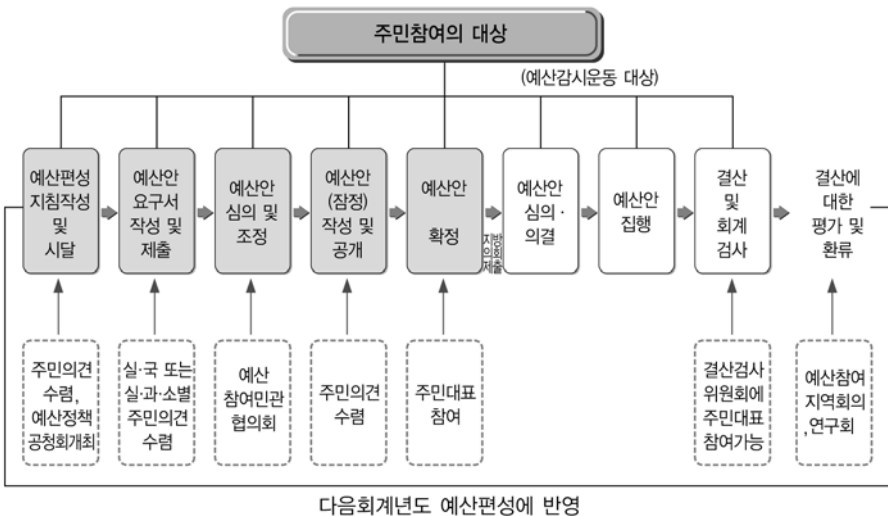 주민참여의 대상
(예산감시운동 대상)
예산편성
지침작성
및
시달
예산안
요구서
작성 및
제출
예산안
심의 및
조정
예산안
(잠정)
작성 및
공개
예산안
확정
지방
의회
제출
예산안
심의·
의결
예산안
집행
결산
및
회계
검사
결산에
대한
평가 및
환류
주민의견
수렴,
예산정책
공청회개최
실·국 또는
실·과·소별
주민의견
수렴
예산
참여민관
협의회
주민의견
수렴
주민대표
참여
결산검사
위원회에
주민대표
참여가능
예산참여
지역회의
,연구회
다음회계년도 예산편성에 반영